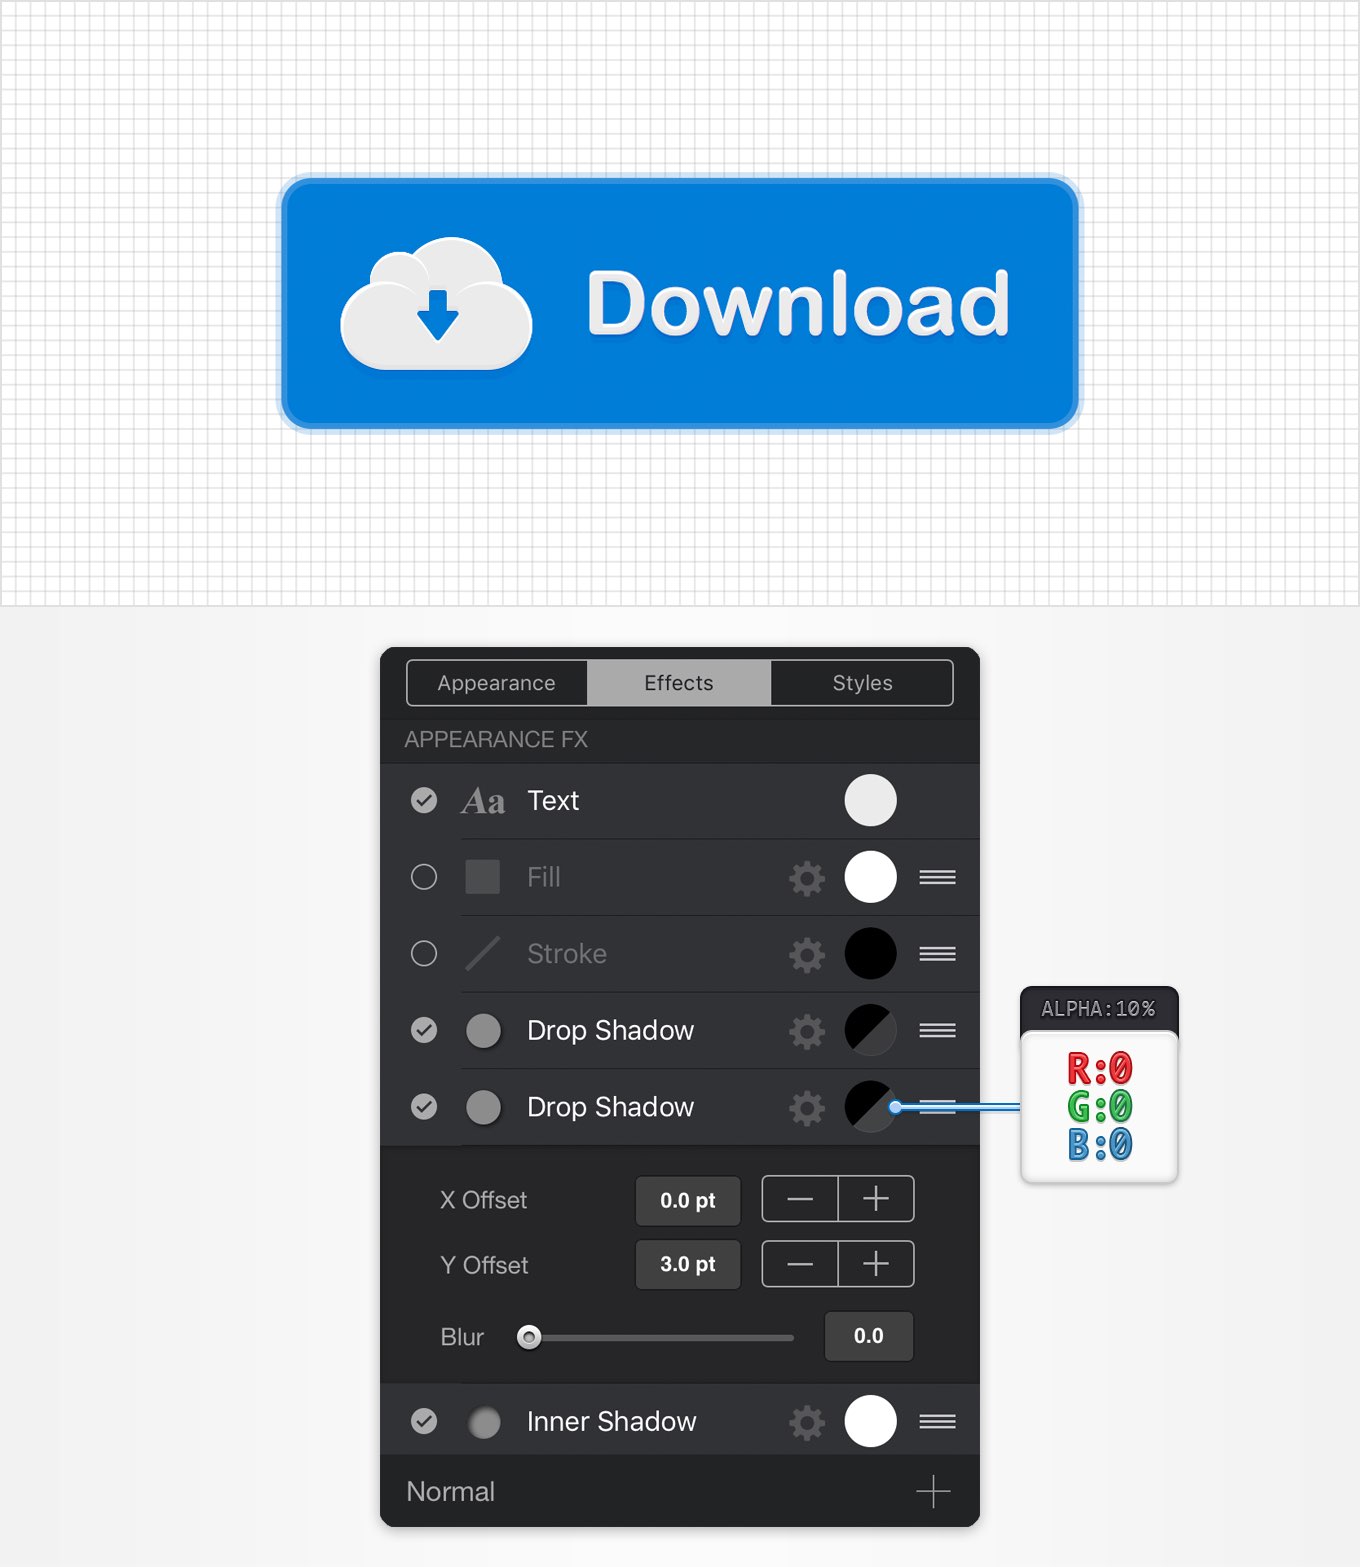 Download
Appearance Effects Styles
APPEARANCE FX
Aa Text
Fill
Stroke
Drop Shadow
ALPHA:10%
R:0
G:0
B:0
Drop Shadow
X Offset 0.0 pt
Y Offset 3.0 pt
Blur 0.0
Inner Shadow
Normal